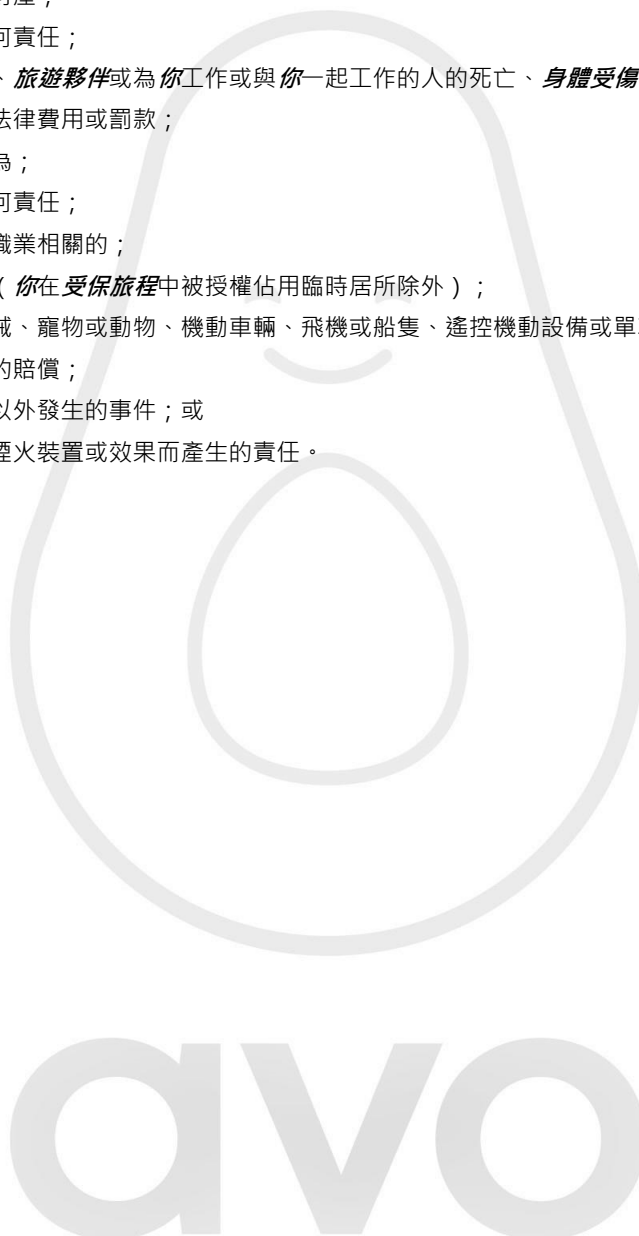 何責任；
、旅遊夥伴或為你工作或與你一起工作的人的死亡、身體受傷
法律費用或罰款；
為；
何責任；
職業相關的；
（你在受保旅程中被授權佔用臨時居所除外）；
械、寵物或動物、機動車輛、飛機或船隻、遙控機動設備或單
的賠償；
以外發生的事件；或
煙火裝置或效果而產生的責任。
avo